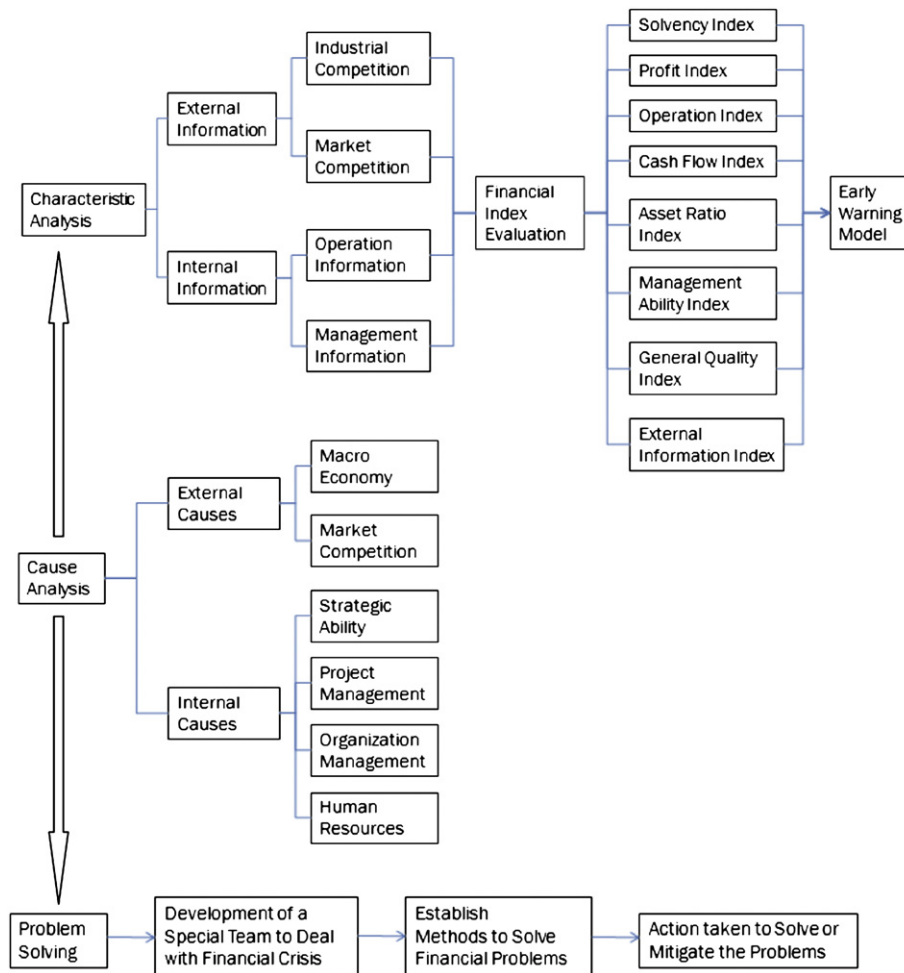 Characteristic
Analysis
External
Information
Internal
Information
Industrial
Competition
Market
Competition
Operation
Information
Management
Information
Financial
Index
Evaluation
Solvency Index
Profit Index
Operation Index
Cash Flow Index
Asset Ratio
Index
Management
Ability Index
General Quality
Index
External
Information Index
Early
Warning
Model
Cause
Analysis
External
Causes
Internal
Causes
Macro
Economy
Market
Competition
Strategic
Ability
Project
Management
Organization
Management
Human
Resources
Problem
Solving
Development of a
Special Team to Deal
with Financial Crisis
Establish
Methods to Solve
Financial Problems
Action taken to Solve or
Mitigate the Problems